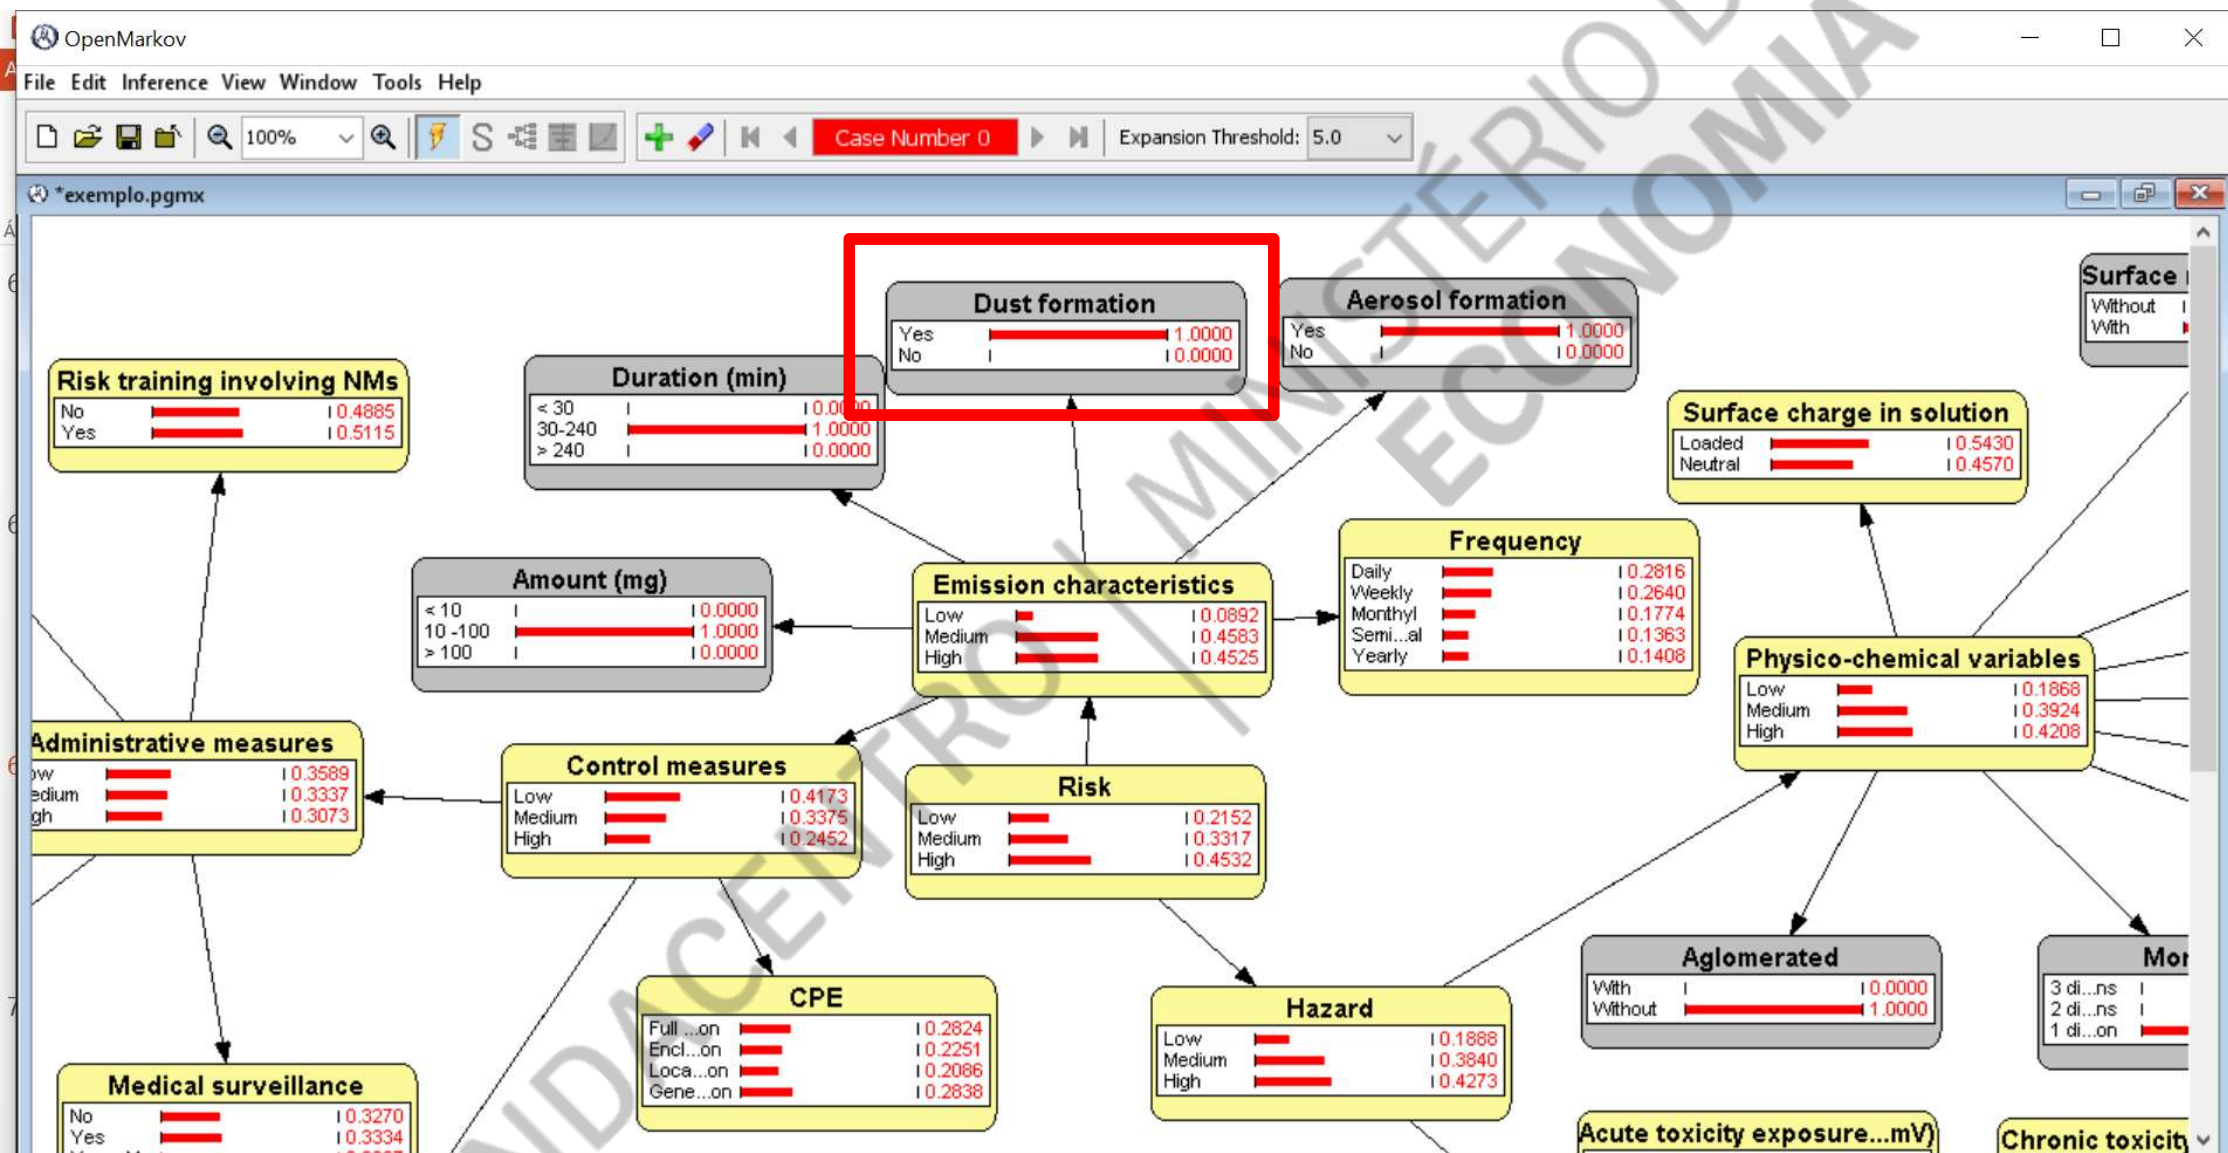 OpenMarkov
File Edit Inference View Window Tools Help
100%
S
Case Number 0
Expansion Threshold: 5.0
*exemplo.pgmx
Dust formation
Yes 1.0000
No 0.0000
Aerosol formation
Yes 1.0000
No 0.0000
Surface
Without
With
Risk training involving NMs
No 0.4885
Yes 0.5115
Duration (min)
< 30 0.0000
30-240 1.0000
> 240 0.0000
Surface charge in solution
Loaded 0.5430
Neutral 0.4570
Amount (mg)
< 10 0.0000
10 -100 1.0000
> 100 0.0000
Emission characteristics
Low 0.0892
Medium 0.4583
High 0.4525
Frequency
Daily 0.2816
Weekly 0.2640
Monthyl 0.1774
Semi...al 0.1363
Yearly 0.1408
Physico-chemical variables
Low 0.1868
Medium 0.3924
High 0.4208
Administrative measures
ow 0.3589
edium 0.3337
gh 0.3073
Control measures
Low 0.4173
Medium 0.3375
High 0.2452
Risk
Low 0.2152
Medium 0.3317
High 0.4532
Aglomerated
With 0.0000
Without 1.0000
Mor
3 di...ns
2 di...ns
1 di...on
CPE
Full ...on 0.2824
Encl...on 0.2251
Loca...on 0.2086
Gene...on 0.2838
Hazard
Low 0.1888
Medium 0.3840
High 0.4273
Medical surveillance
No 0.3270
Yes 0.3334
Acute toxicity exposure...mV)
Chronic toxicity
NDACENTRO
MINISTÉRIO D
ECONOMIA